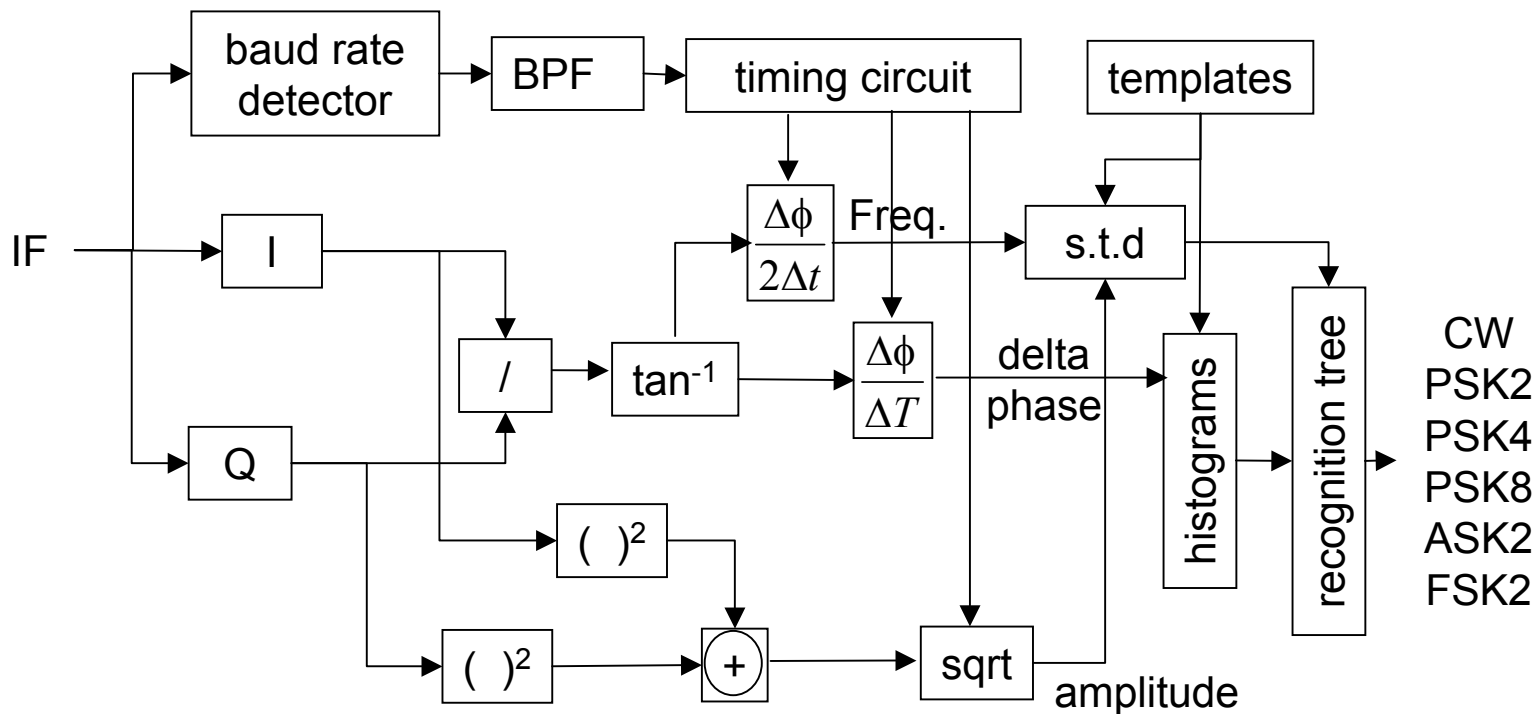 baud rate
detector
BPF
timing circuit
templates
IF
I
Q
/
tan⁻¹
Δϕ
2Δt
Freq.
s.t.d
Δϕ
ΔT
delta
phase
histograms
recognition tree
CW
PSK2
PSK4
PSK8
ASK2
FSK2
( )²
( )²
+
sqrt
amplitude